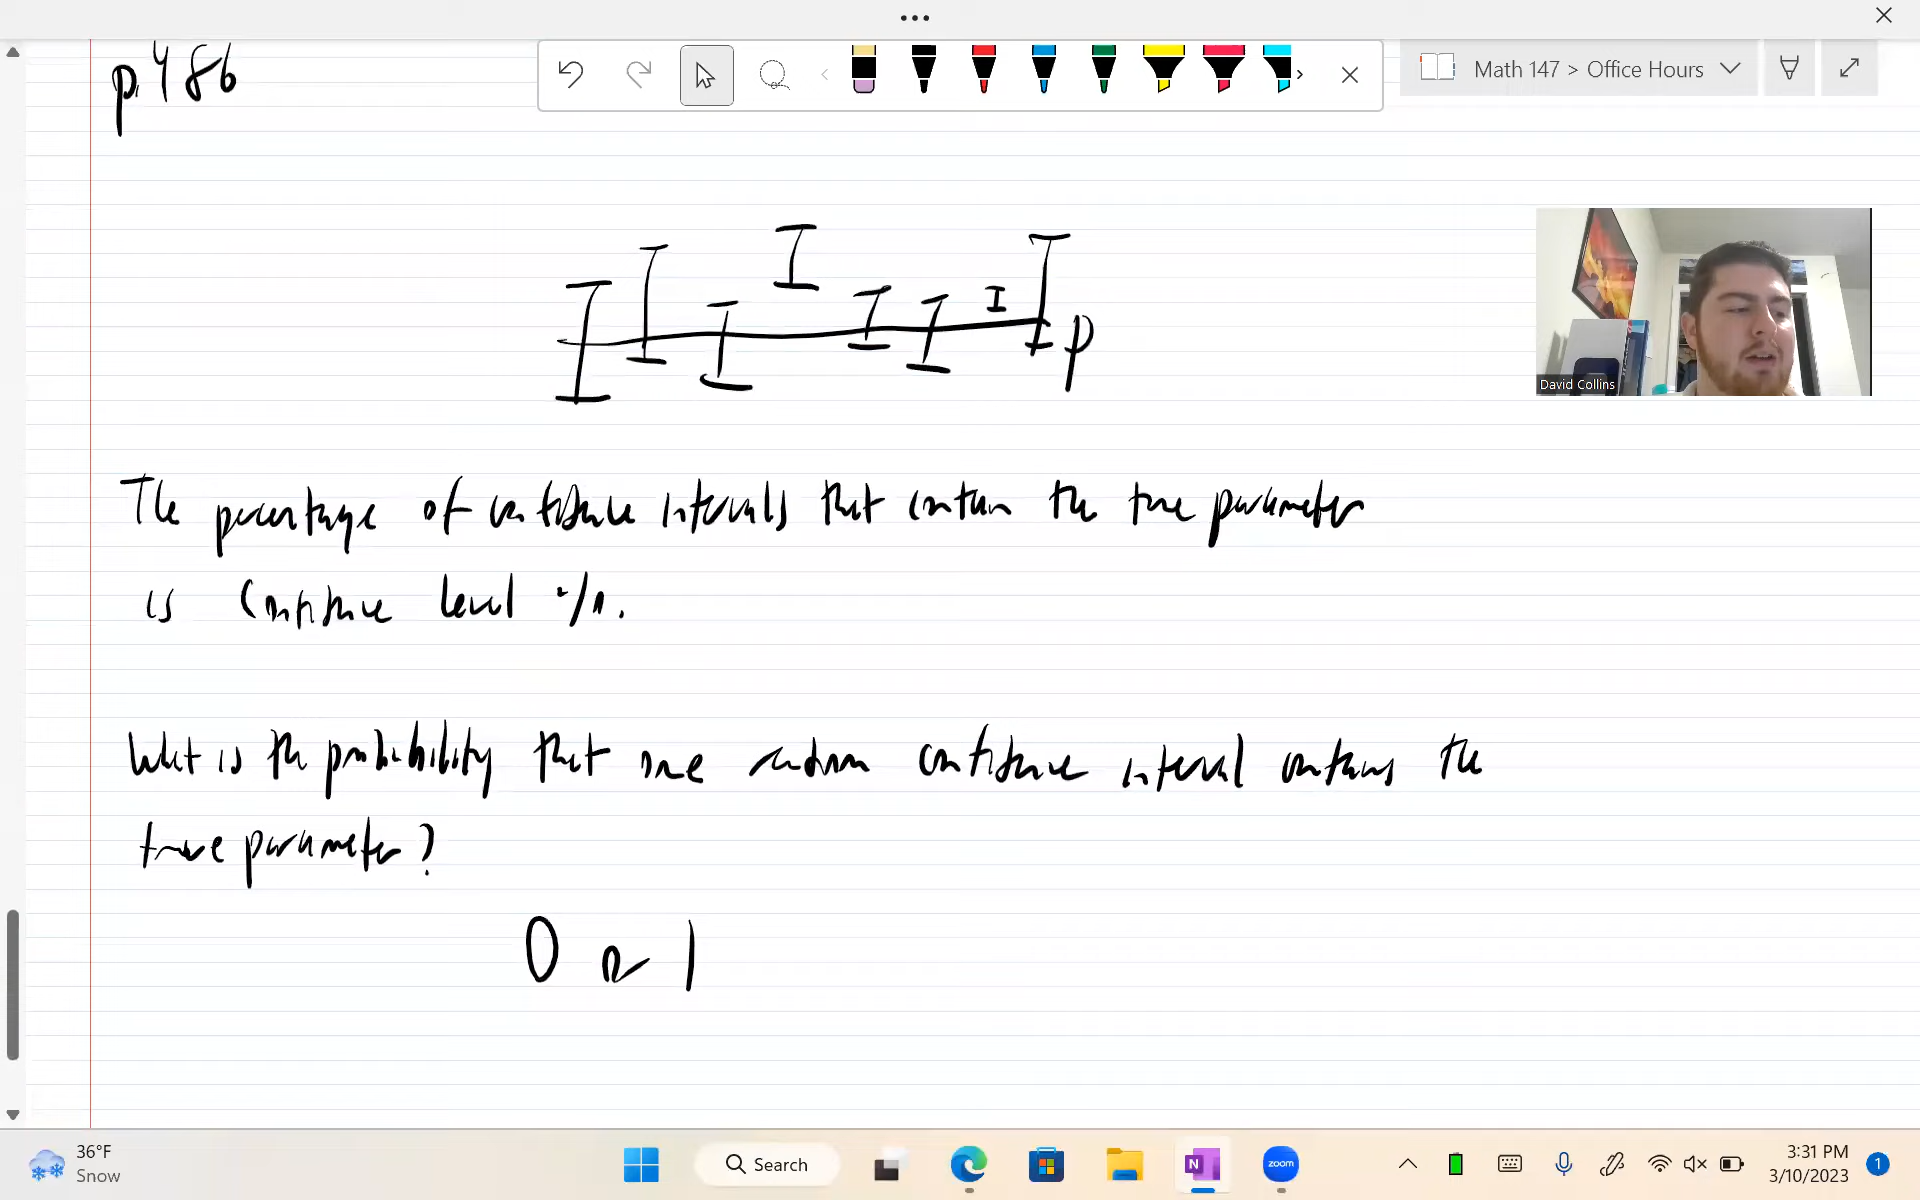 p.486
Math 147 > Office Hours
I I I I I I I I
p
David Collins
The percentage of confidence intervals that contain the true parameter
is confidence level %.
What is the probability that one random confidence interval contains the
true parameter?
0 or 1
36°F
Snow
Search
N
zoom
3:31 PM
3/10/2023
1